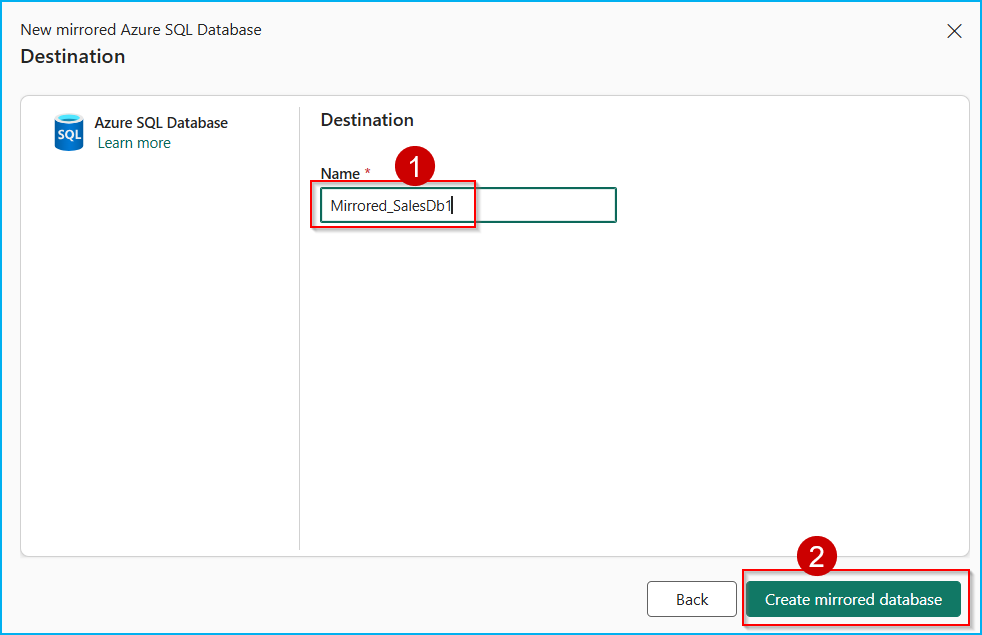 New mirrored Azure SQL Database
Destination
SQL
Azure SQL Database
Learn more
Destination
Name *
1
Mirrored_SalesDb1
2
Back
Create mirrored database